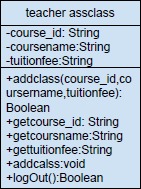 teacher assclass
-course_id: String
-coursename:String
-tuitionfee:String
+addclass(course_id,co
ursername,tuitionfee):
Boolean
+getcourse_id: String
+getcoursname:String
+gettuitionfee:String
+addcalss:void
+logOut():Boolean